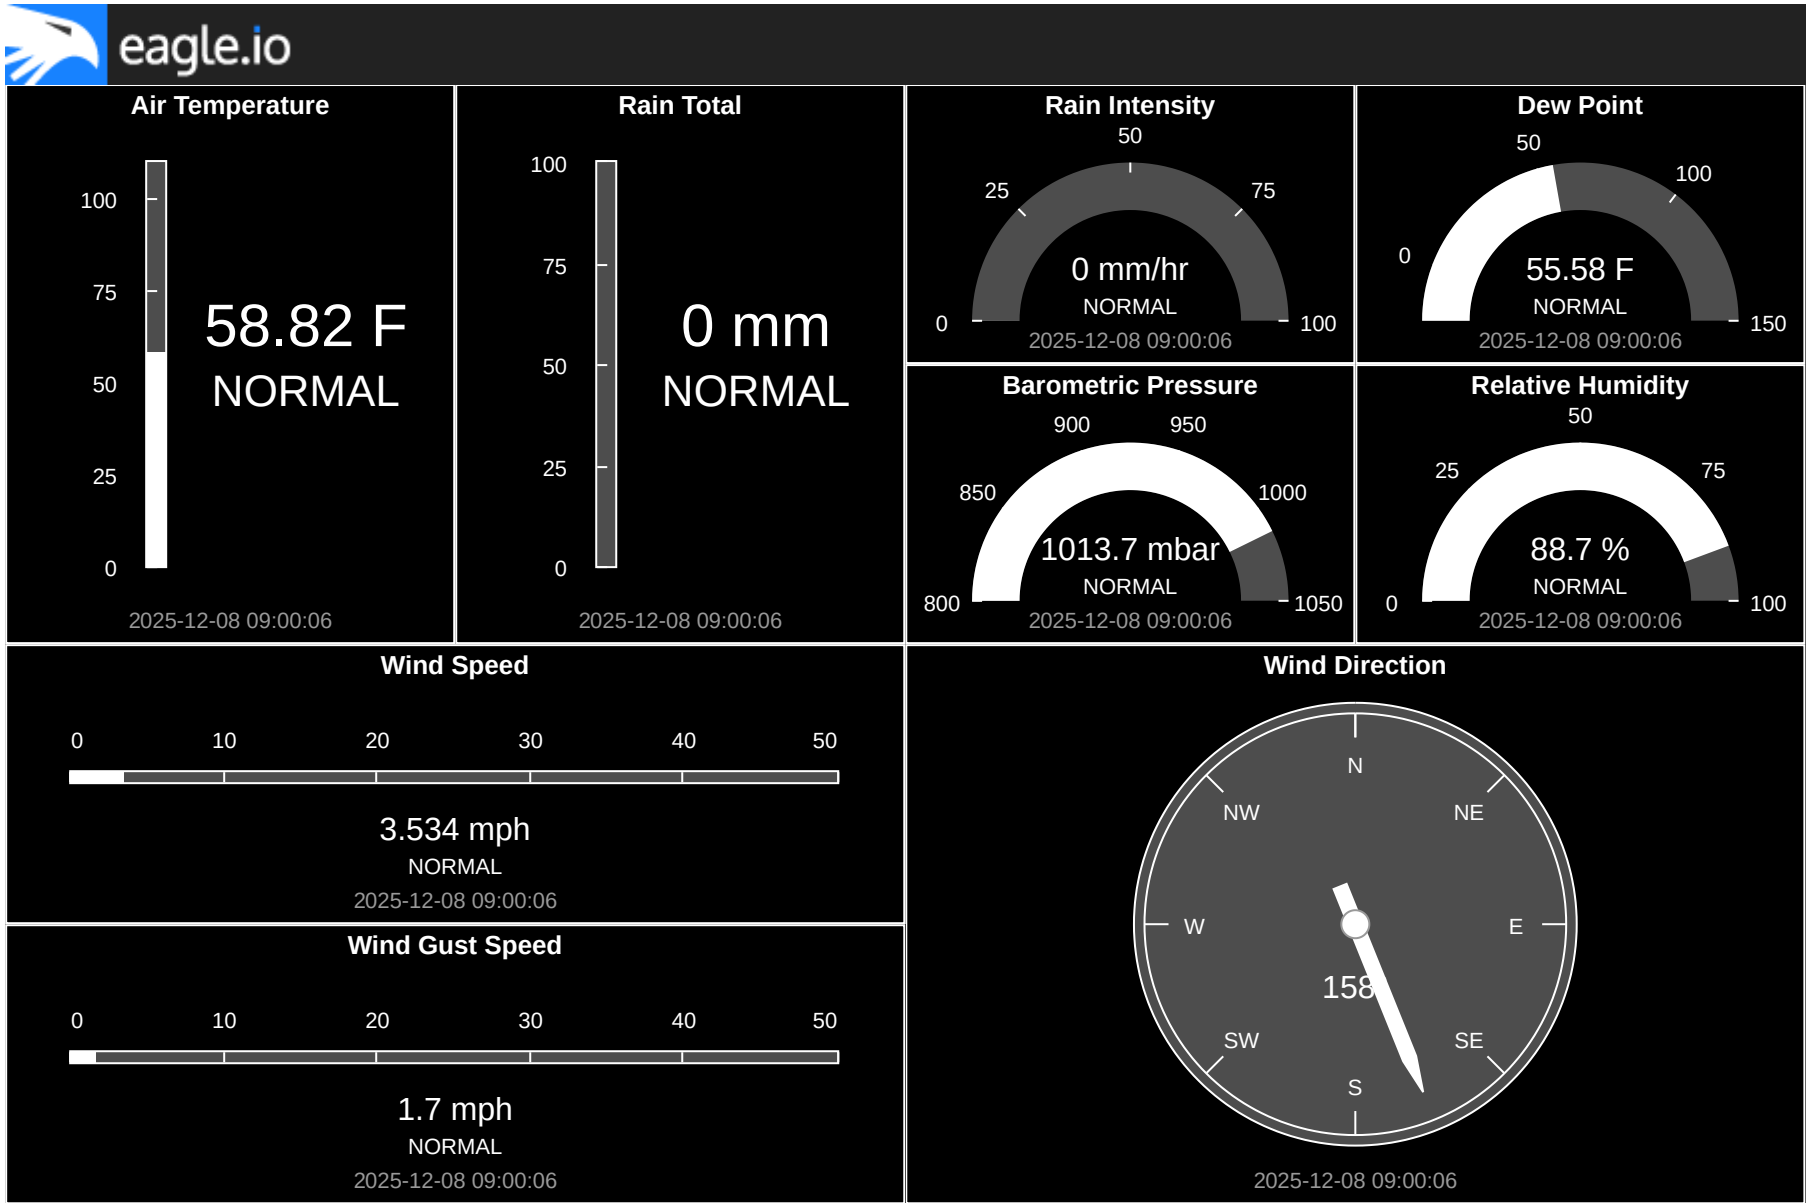 eagle.io
Air Temperature
100
75
50
25
0
58.82 F
NORMAL
2025-12-08 09:00:06
Rain Total
100
75
50
25
0
0 mm
NORMAL
2025-12-08 09:00:06
Rain Intensity
0
25
50
75
100
0 mm/hr
NORMAL
2025-12-08 09:00:06
Dew Point
0
50
100
150
55.58 F
NORMAL
2025-12-08 09:00:06
Barometric Pressure
800
850
900
950
1000
1050
1013.7 mbar
NORMAL
2025-12-08 09:00:06
Relative Humidity
0
25
50
75
100
88.7 %
NORMAL
2025-12-08 09:00:06
Wind Speed
0 10 20 30 40 50
3.534 mph
NORMAL
2025-12-08 09:00:06
Wind Gust Speed
0 10 20 30 40 50
1.7 mph
NORMAL
2025-12-08 09:00:06
Wind Direction
N
NW NE
W E
158
SW SE
S
2025-12-08 09:00:06